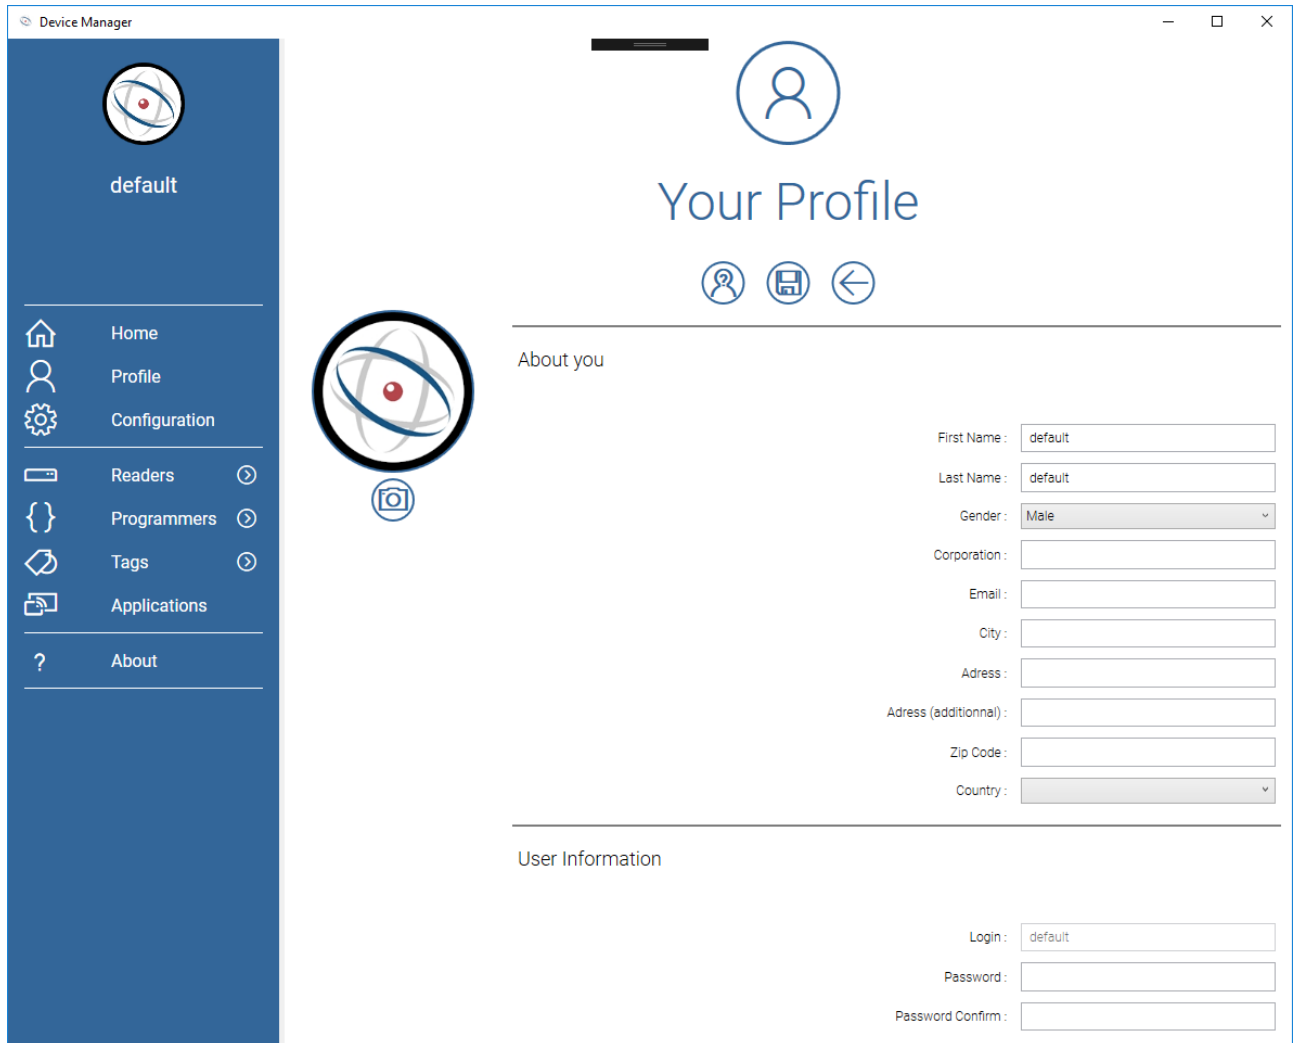 Device Manager
default
Home
Profile
Configuration
Readers
Programmers
Tags
Applications
? About
Your Profile
About you
First Name : default
Last Name : default
Gender : Male
Corporation :
Email :
City :
Adress :
Adress (additionnal) :
Zip Code :
Country :
User Information
Login : default
Password :
Password Confirm :